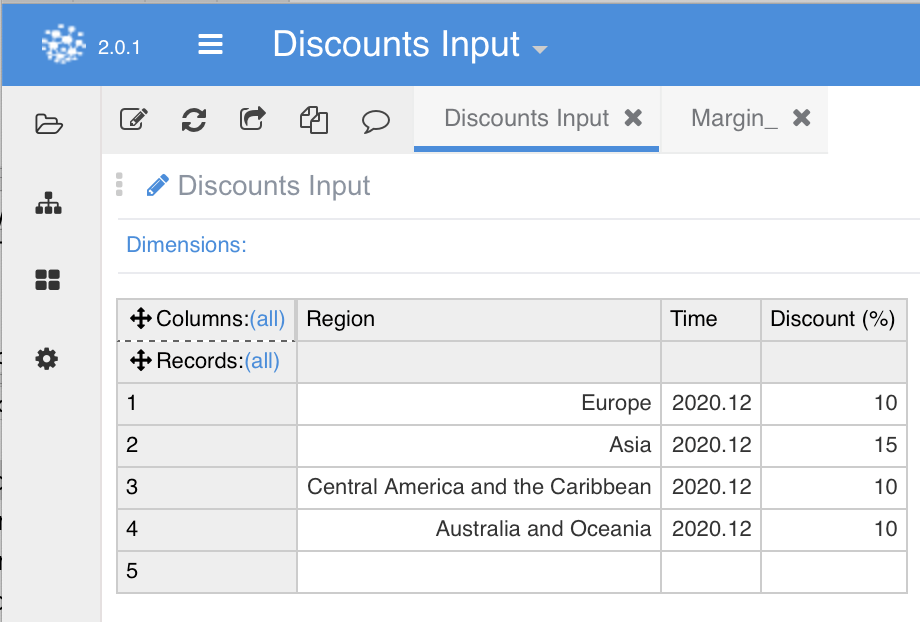 2.0.1 Discounts Input
Discounts Input Margin_
Discounts Input
Dimensions:
Columns:(all) Region Time Discount (%)
Records:(all)
1 Europe 2020.12 10
2 Asia 2020.12 15
3 Central America and the Caribbean 2020.12 10
4 Australia and Oceania 2020.12 10
5